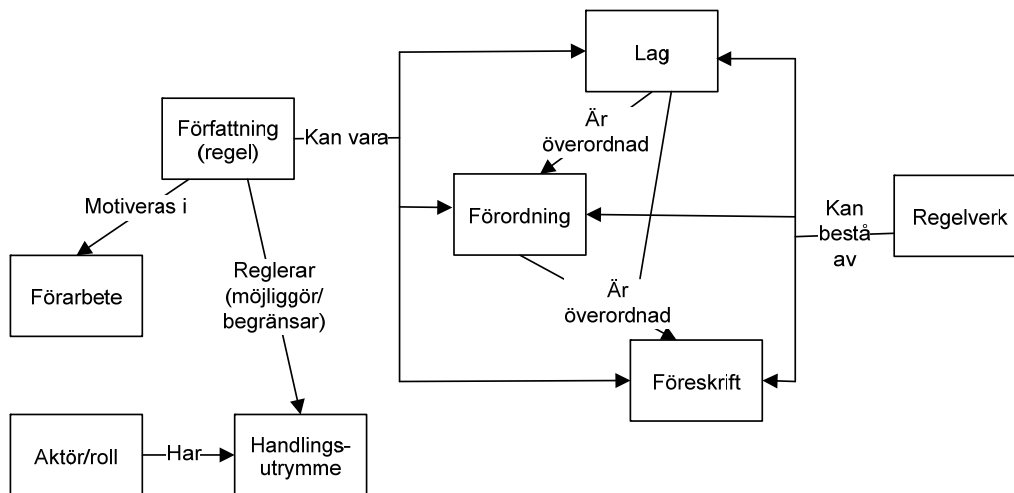 Lag
Författning
(regel)
Kan vara
Är
överordnad
Motiveras i
Förordning
Kan
bestå
av
Regelverk
Förarbete
Reglerar
(möjliggör/
begränsar)
Är
överordnad
Föreskrift
Aktör/roll
Har
Handlings-
utrymme